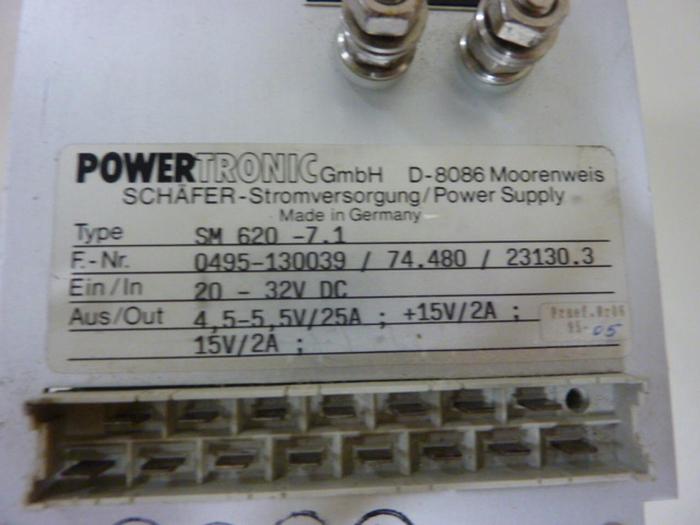 POWERTRONIC GmbH D-8086 Moorenweis
SCHÄFER-Stromversorgung/Power Supply
Made in Germany
Type SM 620 -7.1
F.-Nr. 0495-130039 / 74.480 / 23130.3
Ein/In 20 - 32V DC
Aus/Out 4,5-5,5V/25A ; +15V/2A ;
15V/2A ;
95- 05